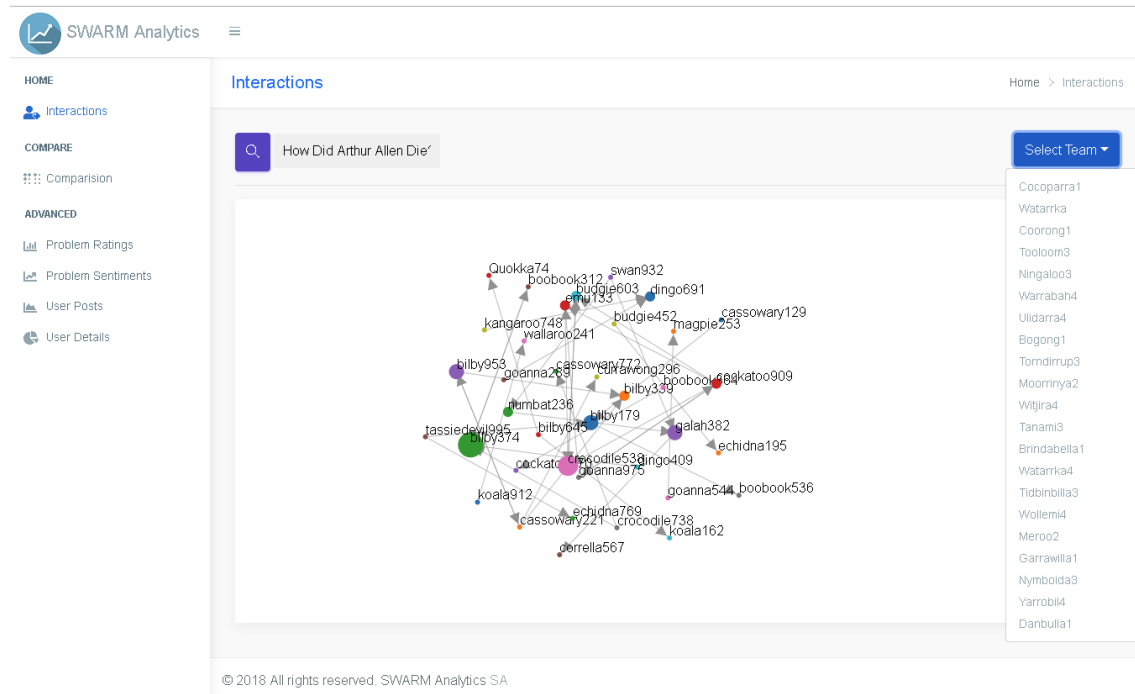 SWARM Analytics
HOME
Interactions
COMPARE
Comparision
ADVANCED
Problem Ratings
Problem Sentiments
User Posts
User Details
Interactions
Home > Interactions
How Did Arthur Allen Die
Select Team
Cocoparra1
Watarrka
Coorong1
Tooloom3
Ningaloo3
Warrabah4
Ulidarra4
Bogong1
Torndirrup3
Moorrinya2
Witjira4
Tanami3
Brindabella1
Watarrka4
Tidbinbilla3
Wollemi4
Meroo2
Garrawilla1
Nymboida3
Yarrobil4
Danbulla1
Quokka74
swan932
boobook312
budgie603
dingo691
emu133
cassowary129
kangaroo748
budgie452
magpie253
wallaroo241
bilby953
cassowary772
goanna289
currawong296
cockatoo909
bilby339
numbat236
bilby179
tassiedevil995
bilby645
galah382
bilby374
echidna195
crocodile538
dingo409
goanna975
koala912
goanna544
boobook536
echidna769
cassowary221
crocodile738
koala162
corrella567
© 2018 All rights reserved. SWARM Analytics SA